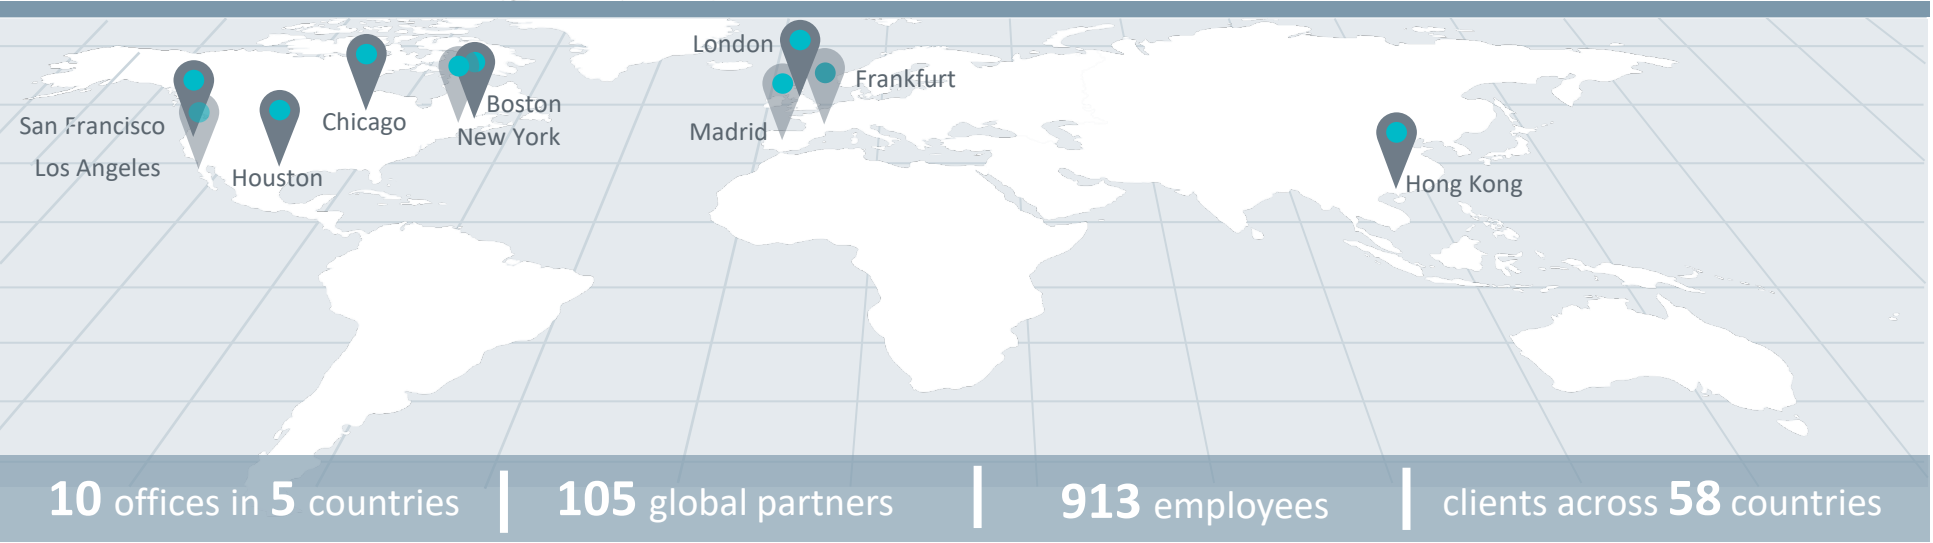 London
Frankfurt
Boston
San Francisco
Chicago
New York
Madrid
Los Angeles
Houston
Hong Kong
10 offices in 5 countries
105 global partners
913 employees
clients across 58 countries